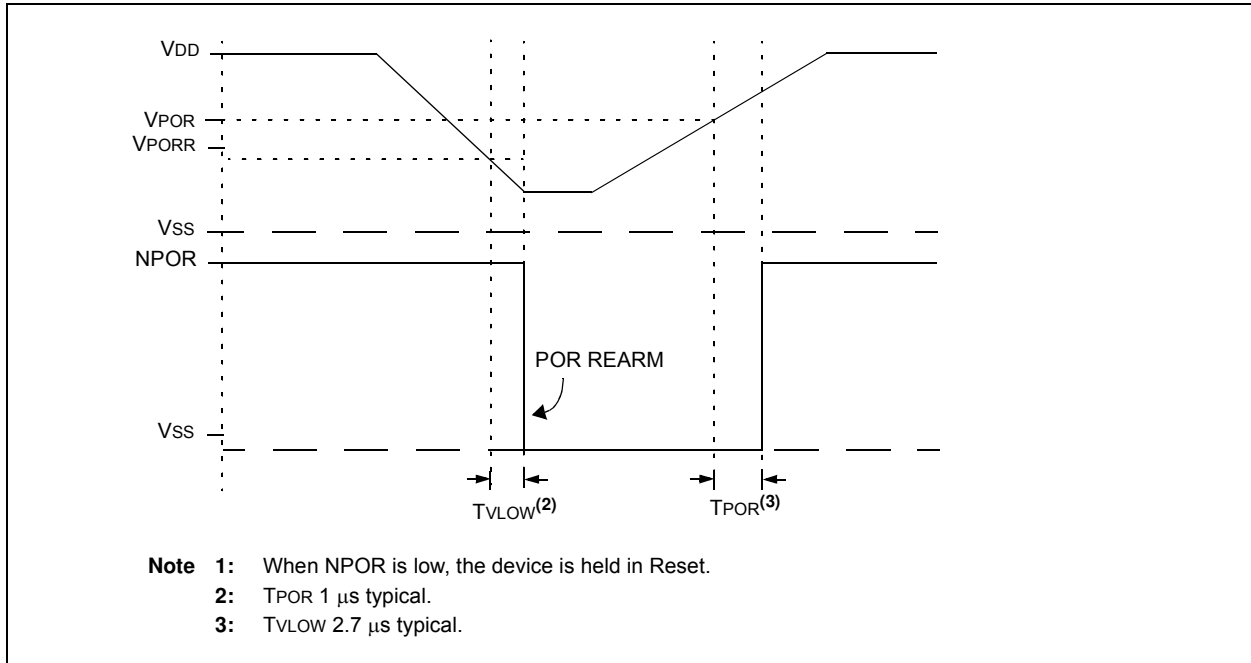 VDD
VPOR
VPORR
VSS
NPOR
POR REARM
VSS
TVLOW(2)
TPOR(3)
Note 1: When NPOR is low, the device is held in Reset.
2: TPOR 1 μs typical.
3: TVLOW 2.7 μs typical.